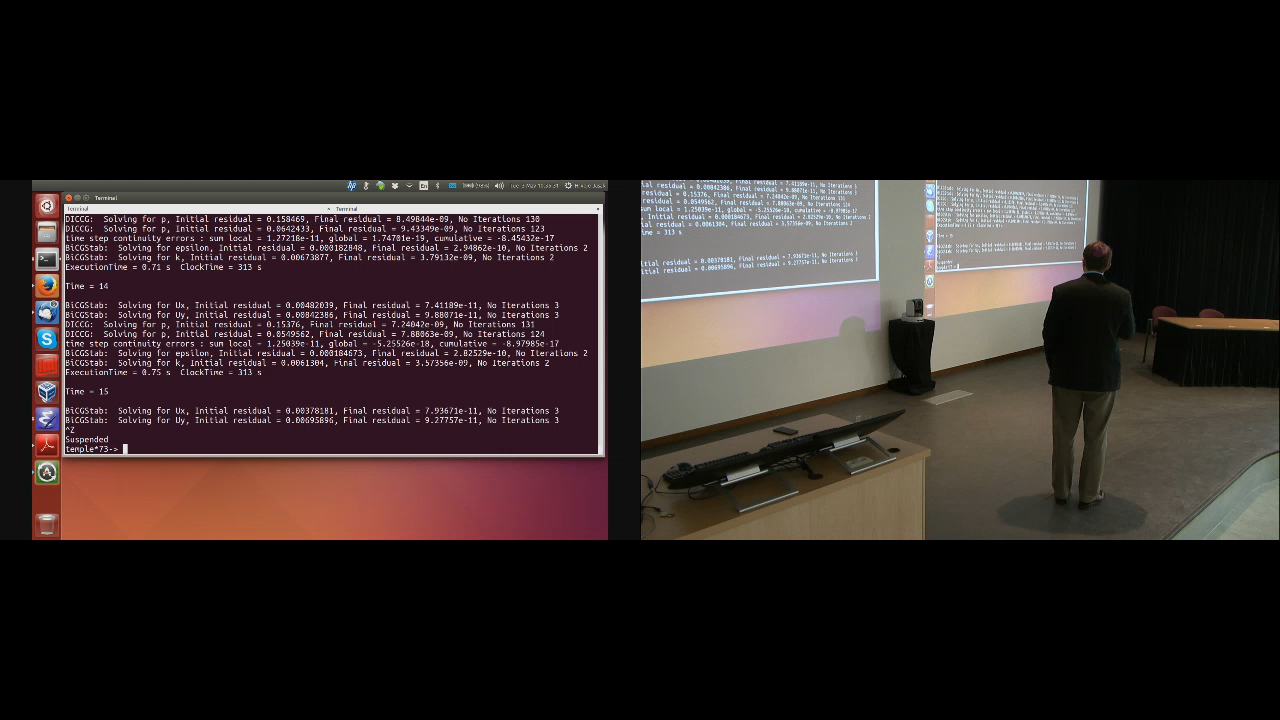 Terminal
Terminal
Terminal
DICCG: Solving for p, Initial residual = 0.158469, Final residual = 8.49844e-09, No Iterations 130
DICCG: Solving for p, Initial residual = 0.0642433, Final residual = 9.43349e-09, No Iterations 123
time step continuity errors : sum local = 1.27218e-11, global = 1.74701e-19, cumulative = -8.45432e-17
BiCGStab: Solving for epsilon, Initial residual = 0.000182848, Final residual = 2.94862e-10, No Iterations 2
BiCGStab: Solving for k, Initial residual = 0.00673877, Final residual = 3.79132e-09, No Iterations 2
ExecutionTime = 0.71 s ClockTime = 313 s
Time = 14
BiCGStab: Solving for Ux, Initial residual = 0.00482039, Final residual = 7.41189e-11, No Iterations 3
BiCGStab: Solving for Uy, Initial residual = 0.00842386, Final residual = 9.88071e-11, No Iterations 3
DICCG: Solving for p, Initial residual = 0.15376, Final residual = 7.24042e-09, No Iterations 131
DICCG: Solving for p, Initial residual = 0.0549562, Final residual = 7.88063e-09, No Iterations 124
time step continuity errors : sum local = 1.25039e-11, global = -5.25526e-18, cumulative = -8.97985e-17
BiCGStab: Solving for epsilon, Initial residual = 0.000184673, Final residual = 2.82529e-10, No Iterations 2
BiCGStab: Solving for k, Initial residual = 0.0061304, Final residual = 3.57356e-09, No Iterations 2
ExecutionTime = 0.75 s ClockTime = 313 s
Time = 15
BiCGStab: Solving for Ux, Initial residual = 0.00378181, Final residual = 7.93671e-11, No Iterations 3
BiCGStab: Solving for Uy, Initial residual = 0.00695896, Final residual = 9.27757e-11, No Iterations 3
^Z
Suspended
temple*73->